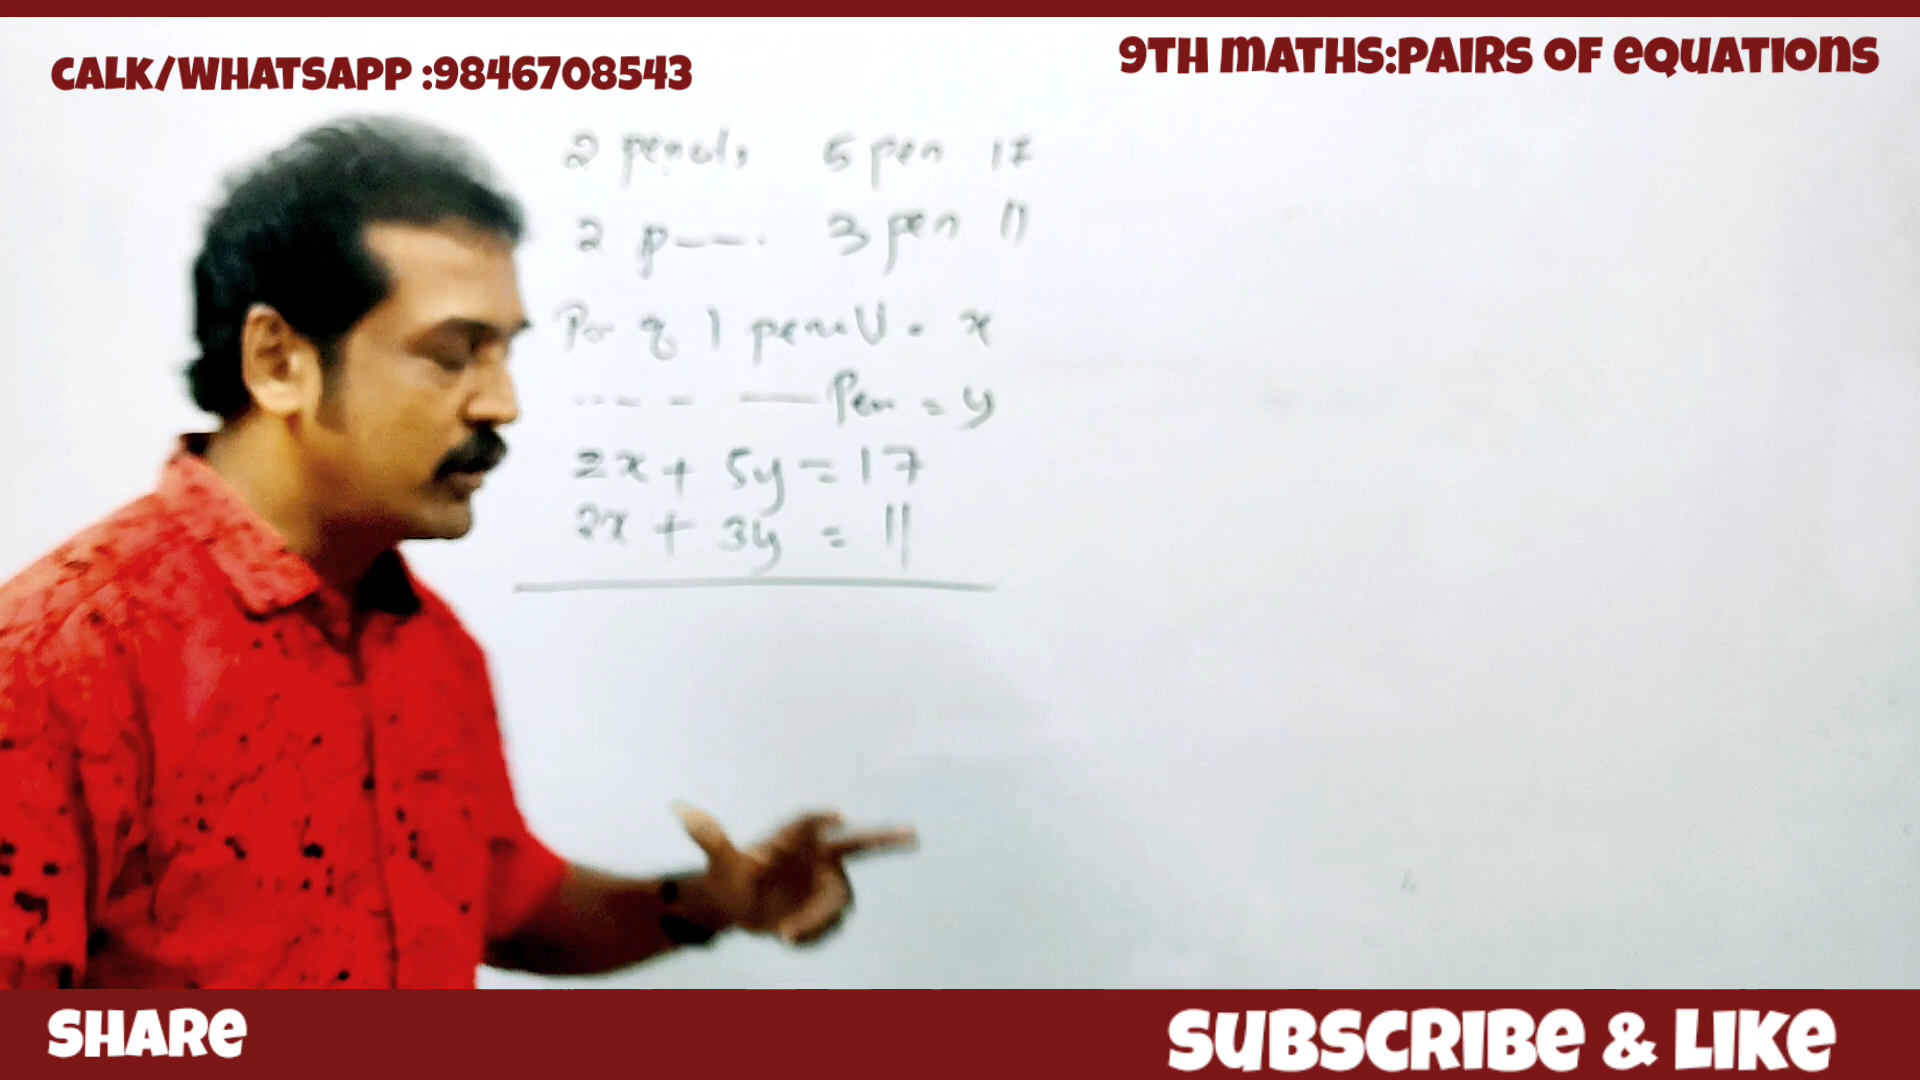 CALK/WHATSAPP :9846708543
9TH MATHS:PAIRS OF EQUATIONS
2 pencils 5 pen 17
2 p—. 3 pen 11
1 pencil = x
---- — Pen = y
2x + 5y = 17
2x + 3y = 11
SHARE
SUBSCRIBE & LIKE